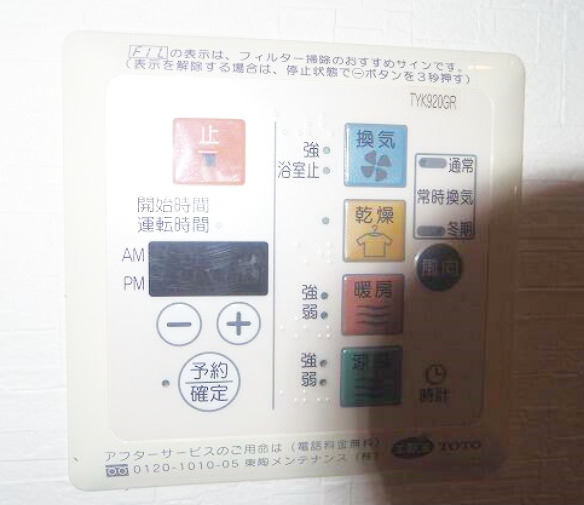 FILの表示は、フィルター掃除のおすすめサインです。
(表示を解除する場合は、停止状態で⊖ボタンを3秒押す)
TYK920GR
止
開始時間
運転時間
AM
PM
− +
予約
確定
強
浴室止
換気
乾燥
強
弱
暖房
強
弱
涼
通常
常時換気
冬期
風向
時計
アフターサービスのご用命は(電話料金無料)
0120-1010-05 東陶メンテナンス(株)
TOTO